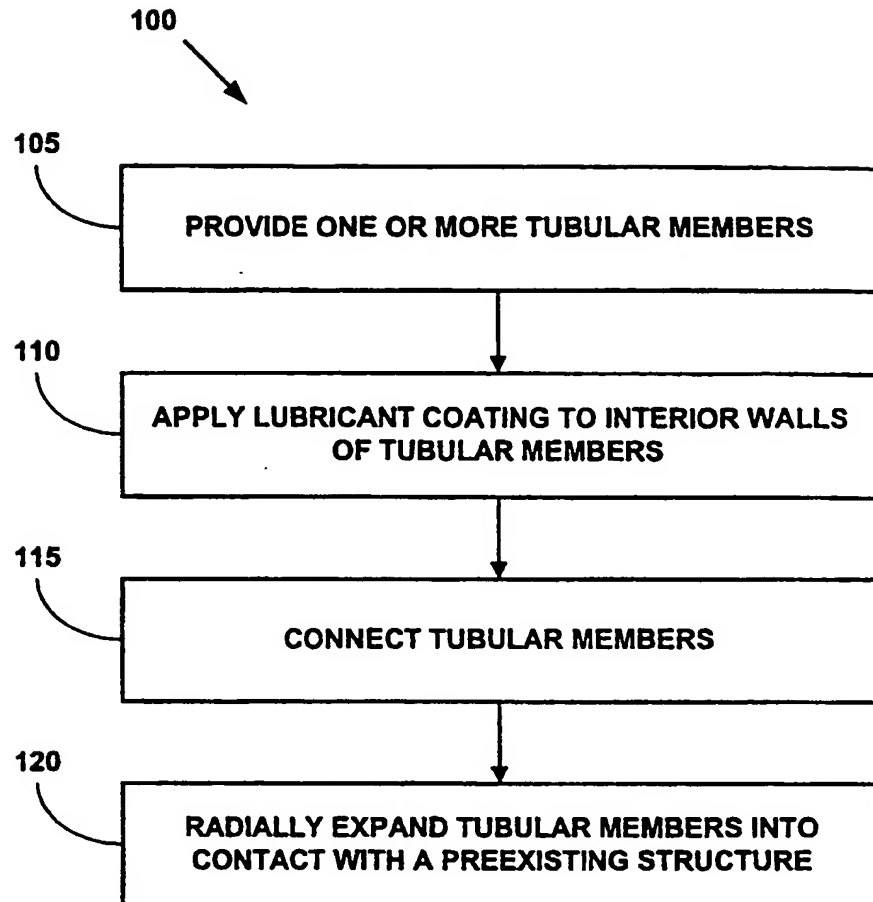 100
105
PROVIDE ONE OR MORE TUBULAR MEMBERS
110
APPLY LUBRICANT COATING TO INTERIOR WALLS
OF TUBULAR MEMBERS
115
CONNECT TUBULAR MEMBERS
120
RADIALLY EXPAND TUBULAR MEMBERS INTO
CONTACT WITH A PREEXISTING STRUCTURE